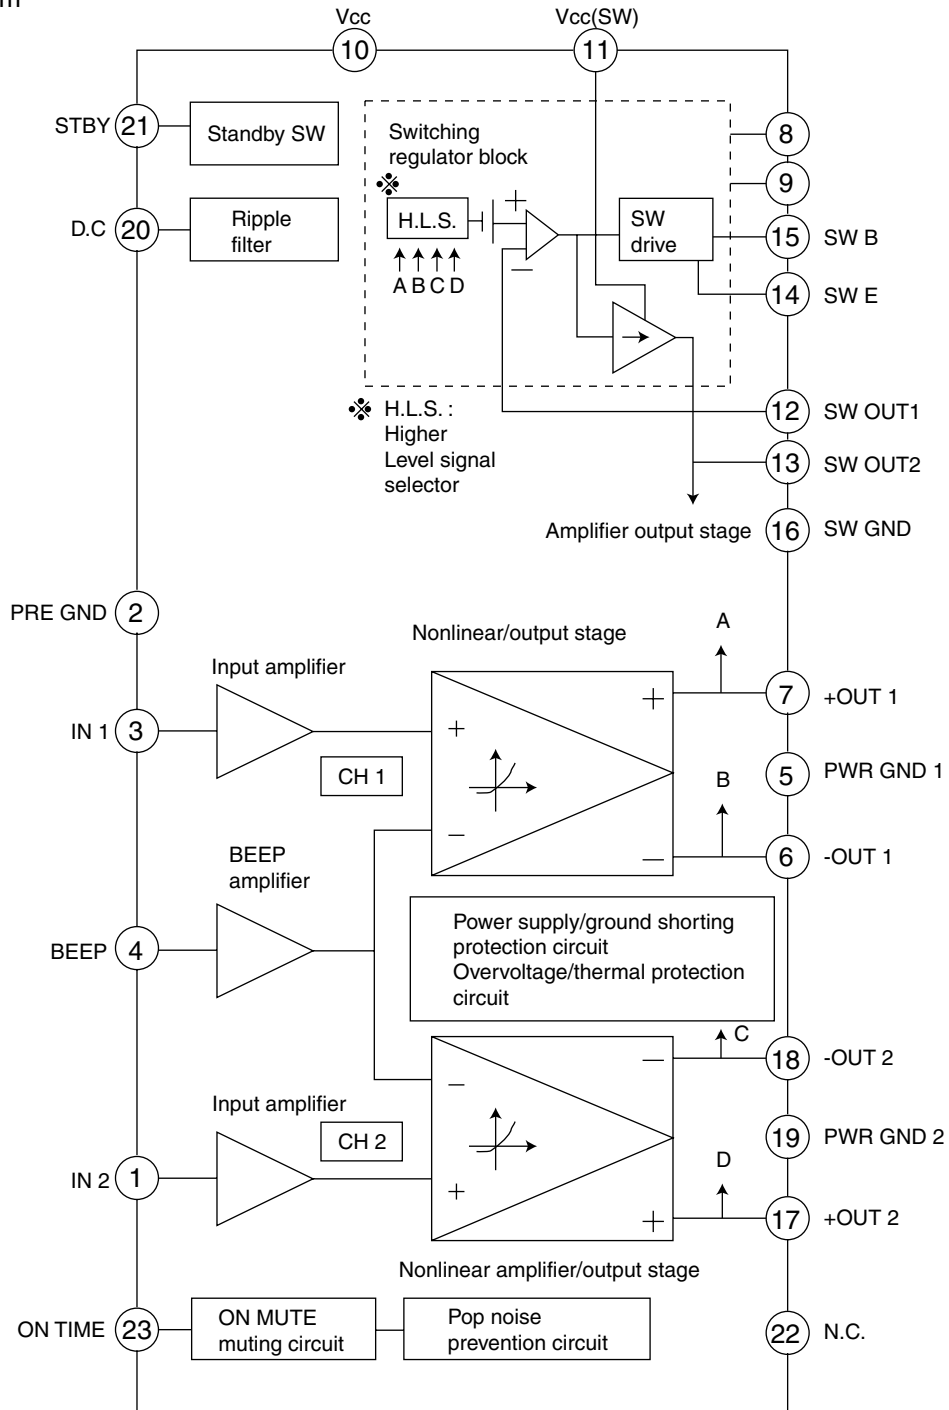 m
Vcc
10
Vcc(SW)
11
STBY
21
Standby SW
D.C
20
Ripple
filter
Switching
regulator block
※
H.L.S.
A B C D
+
−
SW
drive
8
9
15
SW B
14
SW E
12
SW OUT1
13
SW OUT2
※ H.L.S. :
Higher
Level signal
selector
Amplifier output stage
16
SW GND
PRE GND
2
Nonlinear/output stage
A
Input amplifier
IN 1
3
CH 1
+
−
+
−
7
+OUT 1
5
PWR GND 1
B
6
-OUT 1
BEEP
amplifier
BEEP
4
Power supply/ground shorting
protection circuit
Overvoltage/thermal protection
circuit
C
18
-OUT 2
Input amplifier
CH 2
−
+
−
+
19
PWR GND 2
D
IN 2
1
17
+OUT 2
Nonlinear amplifier/output stage
ON TIME
23
ON MUTE
muting circuit
Pop noise
prevention circuit
22
N.C.